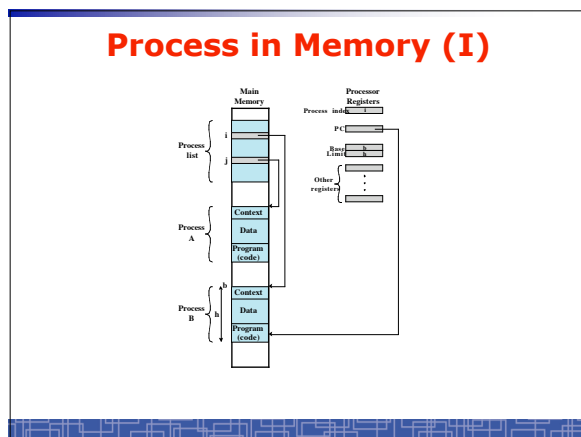 Process in Memory (I)
Main
Memory
Processor
Registers
Process index
i
i
PC
Process
list
j
Base
b
Limit
h
Other
registers
Process
A
Context
Data
Program
(code)
b
Process
B
h
Context
Data
Program
(code)